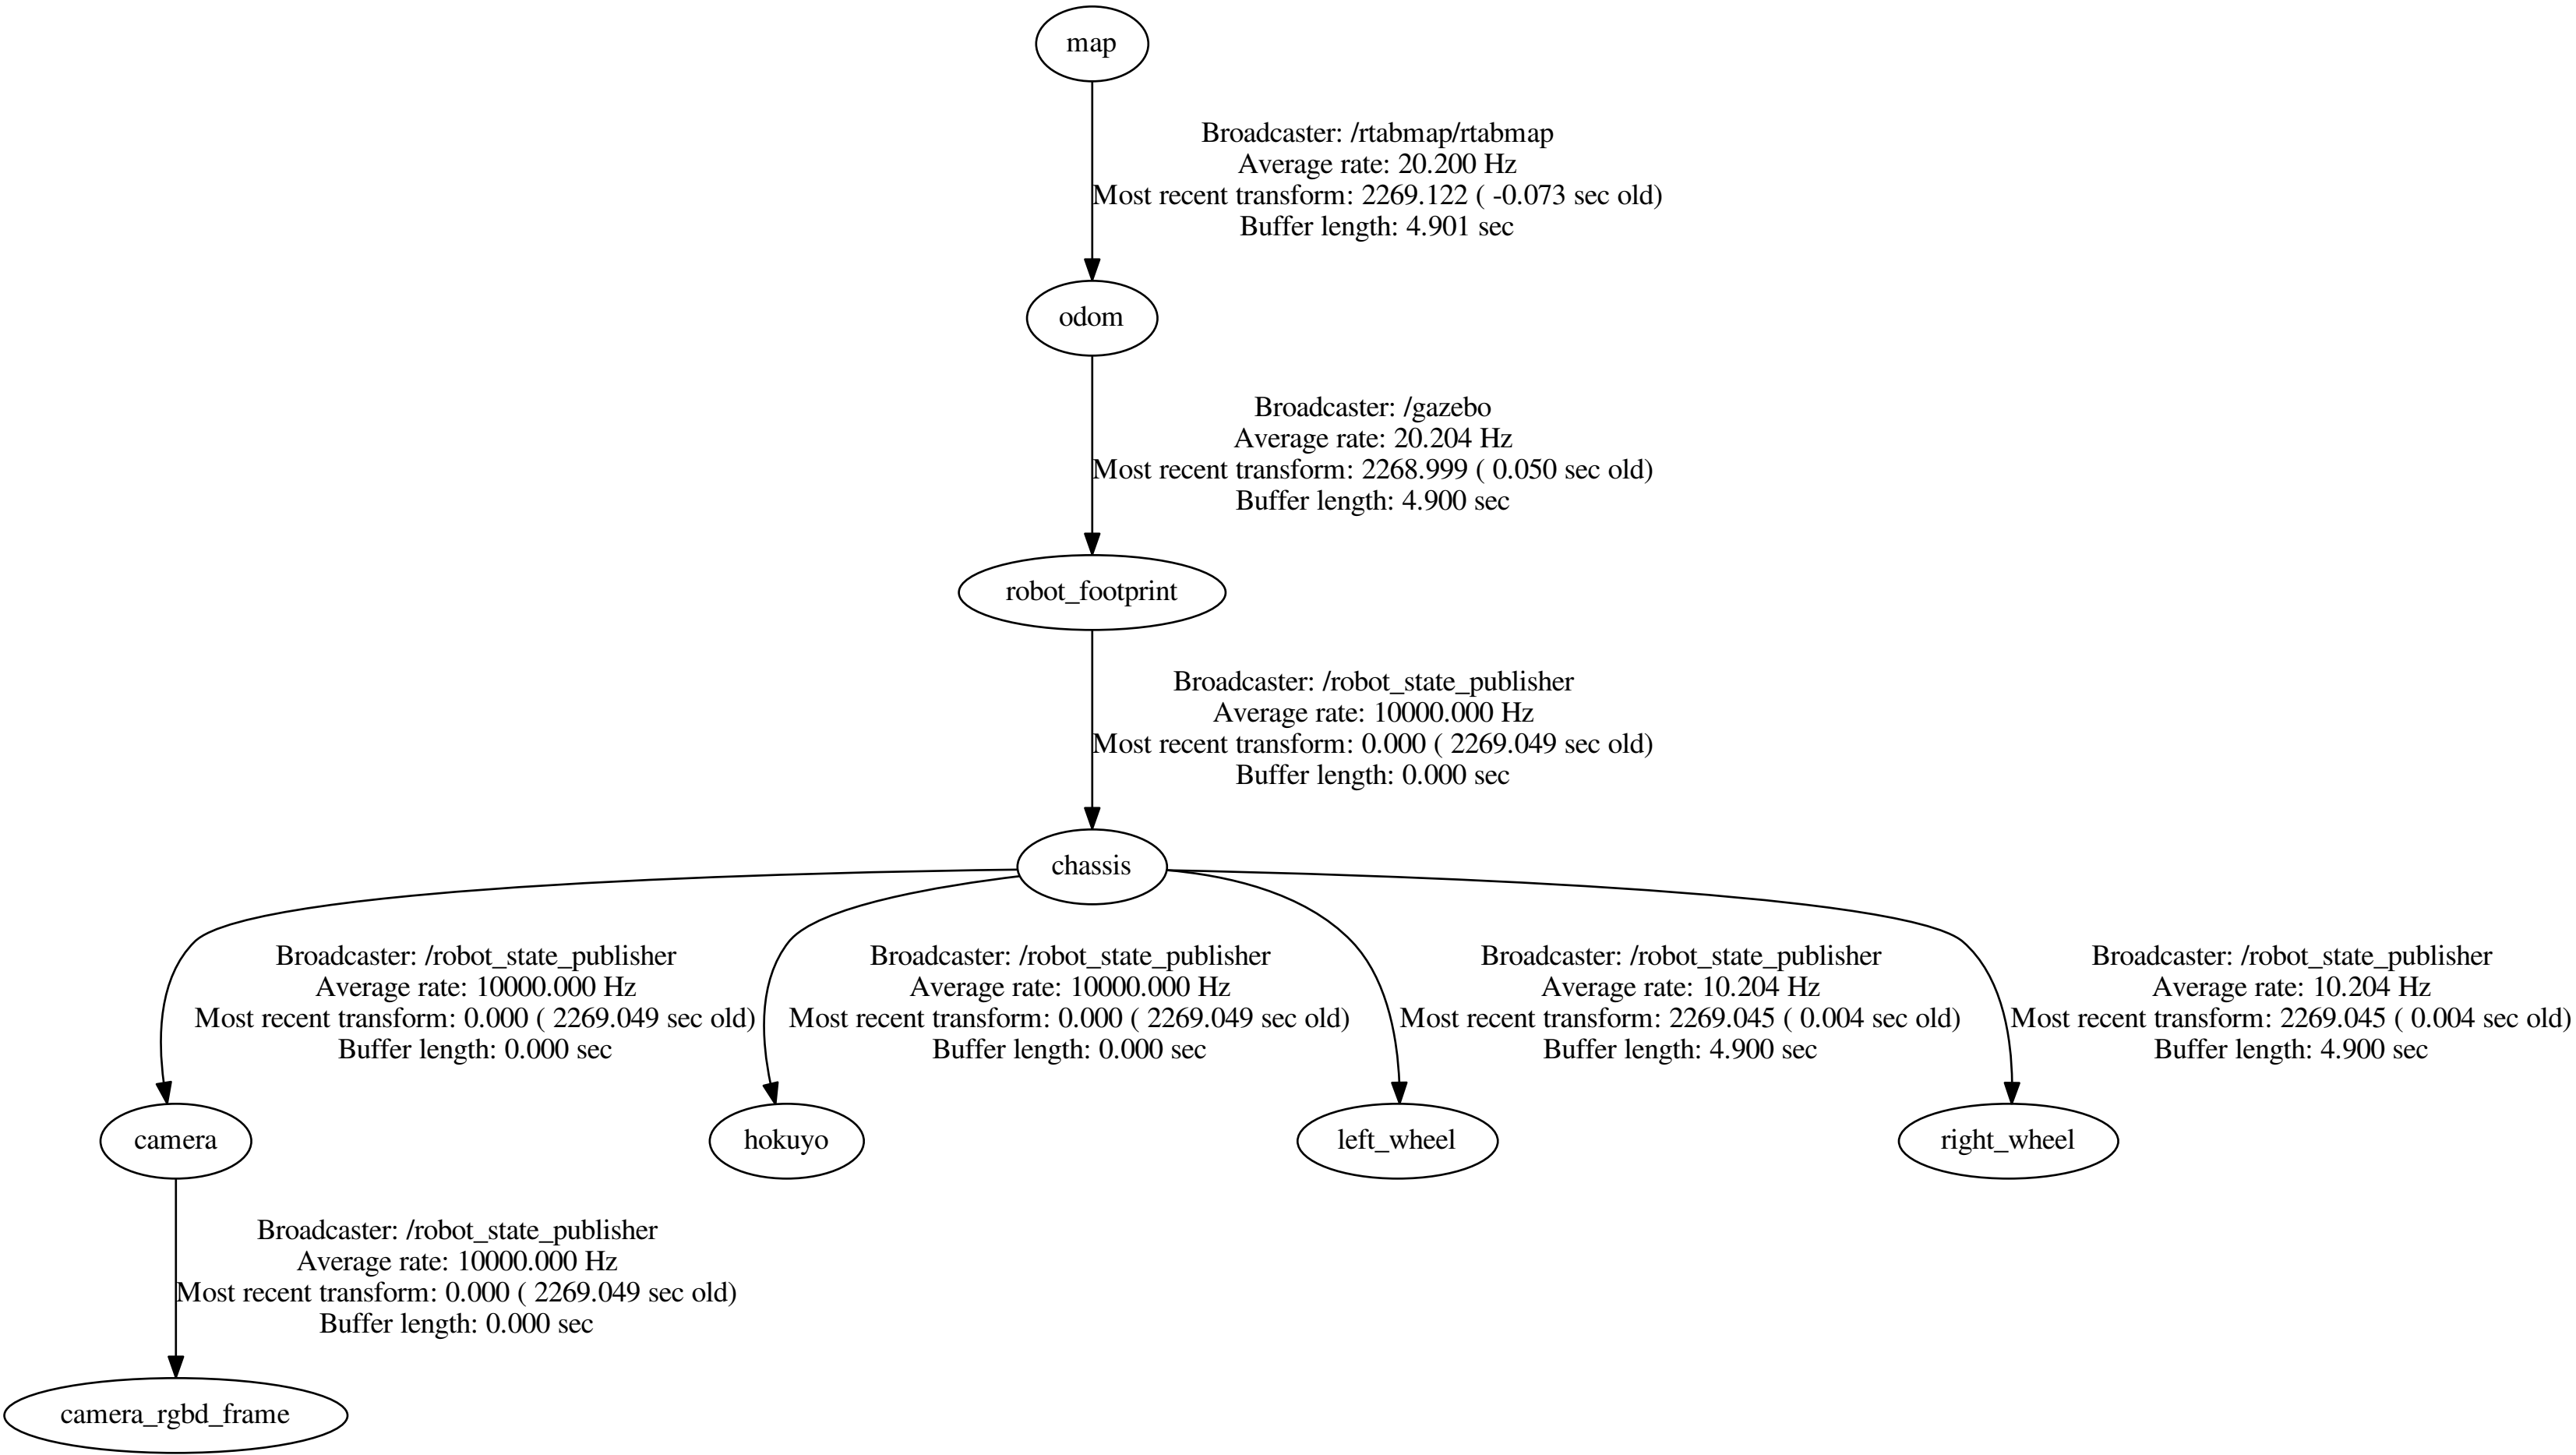 map
Broadcaster: /rtabmap/rtabmap
Average rate: 20.200 Hz
Most recent transform: 2269.122 ( -0.073 sec old)
Buffer length: 4.901 sec
odom
Broadcaster: /gazebo
Average rate: 20.204 Hz
Most recent transform: 2268.999 ( 0.050 sec old)
Buffer length: 4.900 sec
robot_footprint
Broadcaster: /robot_state_publisher
Average rate: 10000.000 Hz
Most recent transform: 0.000 ( 2269.049 sec old)
Buffer length: 0.000 sec
chassis
Broadcaster: /robot_state_publisher
Average rate: 10000.000 Hz
Most recent transform: 0.000 ( 2269.049 sec old)
Buffer length: 0.000 sec
Broadcaster: /robot_state_publisher
Average rate: 10000.000 Hz
Most recent transform: 0.000 ( 2269.049 sec old)
Buffer length: 0.000 sec
Broadcaster: /robot_state_publisher
Average rate: 10.204 Hz
Most recent transform: 2269.045 ( 0.004 sec old)
Buffer length: 4.900 sec
Broadcaster: /robot_state_publisher
Average rate: 10.204 Hz
Most recent transform: 2269.045 ( 0.004 sec old)
Buffer length: 4.900 sec
camera
hokuyo
left_wheel
right_wheel
Broadcaster: /robot_state_publisher
Average rate: 10000.000 Hz
Most recent transform: 0.000 ( 2269.049 sec old)
Buffer length: 0.000 sec
camera_rgbd_frame